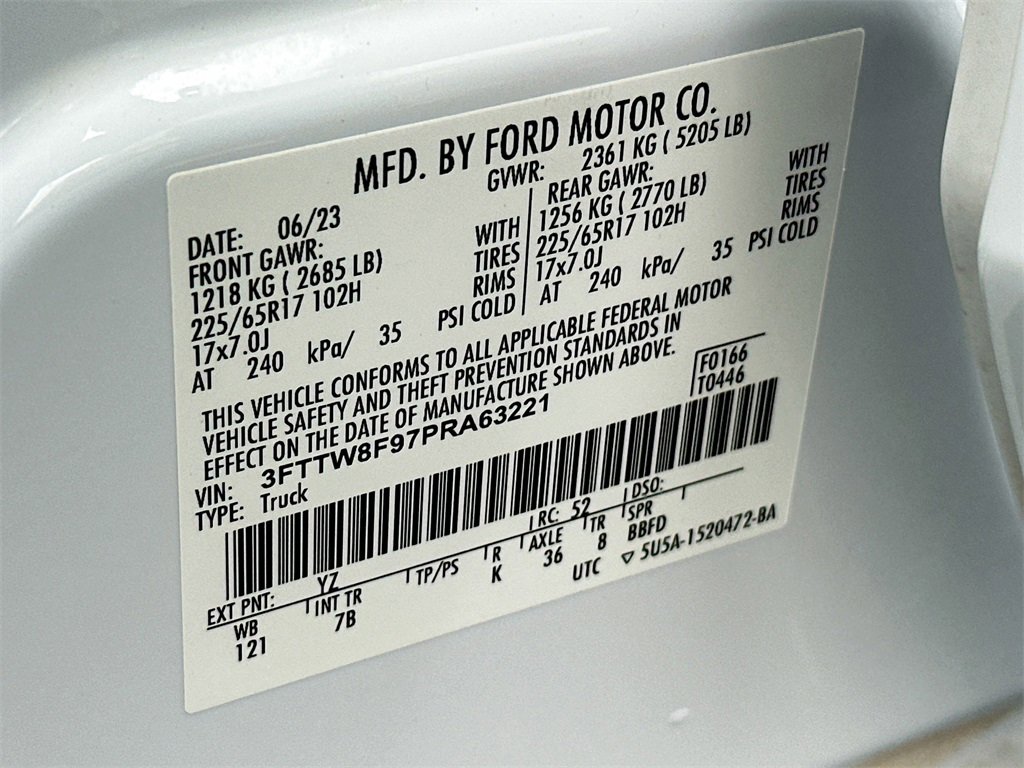 MFD. BY FORD MOTOR CO.
DATE: 06/23 GVWR: 2361 KG ( 5205 LB)
FRONT GAWR: WITH REAR GAWR: WITH
1218 KG ( 2685 LB) TIRES 1256 KG ( 2770 LB) TIRES
225/65R17 102H RIMS 225/65R17 102H RIMS
17x7.0J PSI COLD 17x7.0J PSI COLD
AT 240 kPa/ 35 AT 240 kPa/ 35
THIS VEHICLE CONFORMS TO ALL APPLICABLE FEDERAL MOTOR
VEHICLE SAFETY AND THEFT PREVENTION STANDARDS IN
EFFECT ON THE DATE OF MANUFACTURE SHOWN ABOVE.
F0166
T0446
VIN: 3FTTW8F97PRA63221
TYPE: Truck
EXT PNT: YZ RC: 52 DSO:
WB INT TR TP/PS R AXLE TR SPR
121 7B K 36 8 BBFD
UTC ▽ 5U5A-1520472-BA